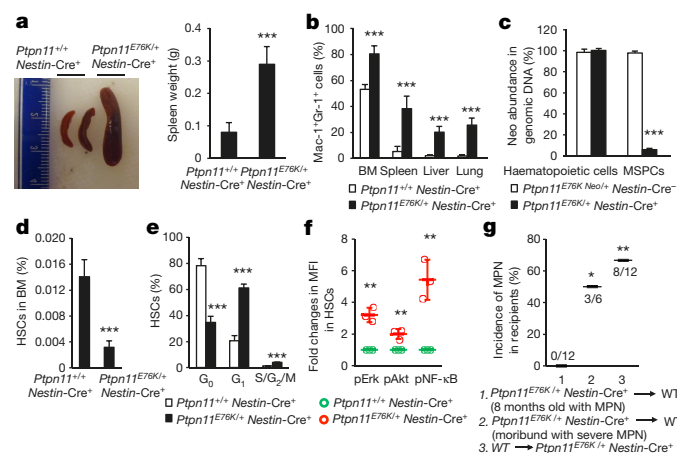 a
Ptpn11+/+ Nestin-Cre+
Ptpn11E76K/+ Nestin-Cre+
Spleen weight (g)
0.4
0.3
0.2
0.1
0.0
***
Ptpn11+/+ Ptpn11E76K/+
Nestin-Cre+ Nestin-Cre+
b
Mac-1+Gr-1+ cells (%)
100
80
60
40
20
0
*** *** *** ***
BM Spleen Liver Lung
Ptpn11+/+ Nestin-Cre+
Ptpn11E76K/+ Nestin-Cre+
c
Neo abundance in
genomic DNA (%)
125
100
75
50
25
0
***
Haematopoietic cells MSPCs
Ptpn11E76K Neo/+ Nestin-Cre−
Ptpn11E76K/+ Nestin-Cre+
d
HSCs in BM (%)
0.020
0.016
0.012
0.008
0.004
0.000
***
Ptpn11+/+ Ptpn11E76K/+
Nestin-Cre+ Nestin-Cre+
e
HSCs (%)
100
80
60
40
20
0
*** *** ***
G0 G1 S/G2/M
Ptpn11+/+ Nestin-Cre+
Ptpn11E76K/+ Nestin-Cre+
f
Fold changes in MFI
in HSCs
8
6
4
2
0
** ** **
pErk pAkt pNF-κB
Ptpn11+/+ Nestin-Cre+
Ptpn11E76K/+ Nestin-Cre+
g
Incidence of MPN
in recipients (%)
80
60
40
20
0
0/12
*
3/6
**
8/12
1 2 3
1. Ptpn11E76K/+ Nestin-Cre+ → WT
(8 months old with MPN)
2. Ptpn11E76K/+ Nestin-Cre+ → WT
(moribund with severe MPN)
3. WT → Ptpn11E76K/+ Nestin-Cre+